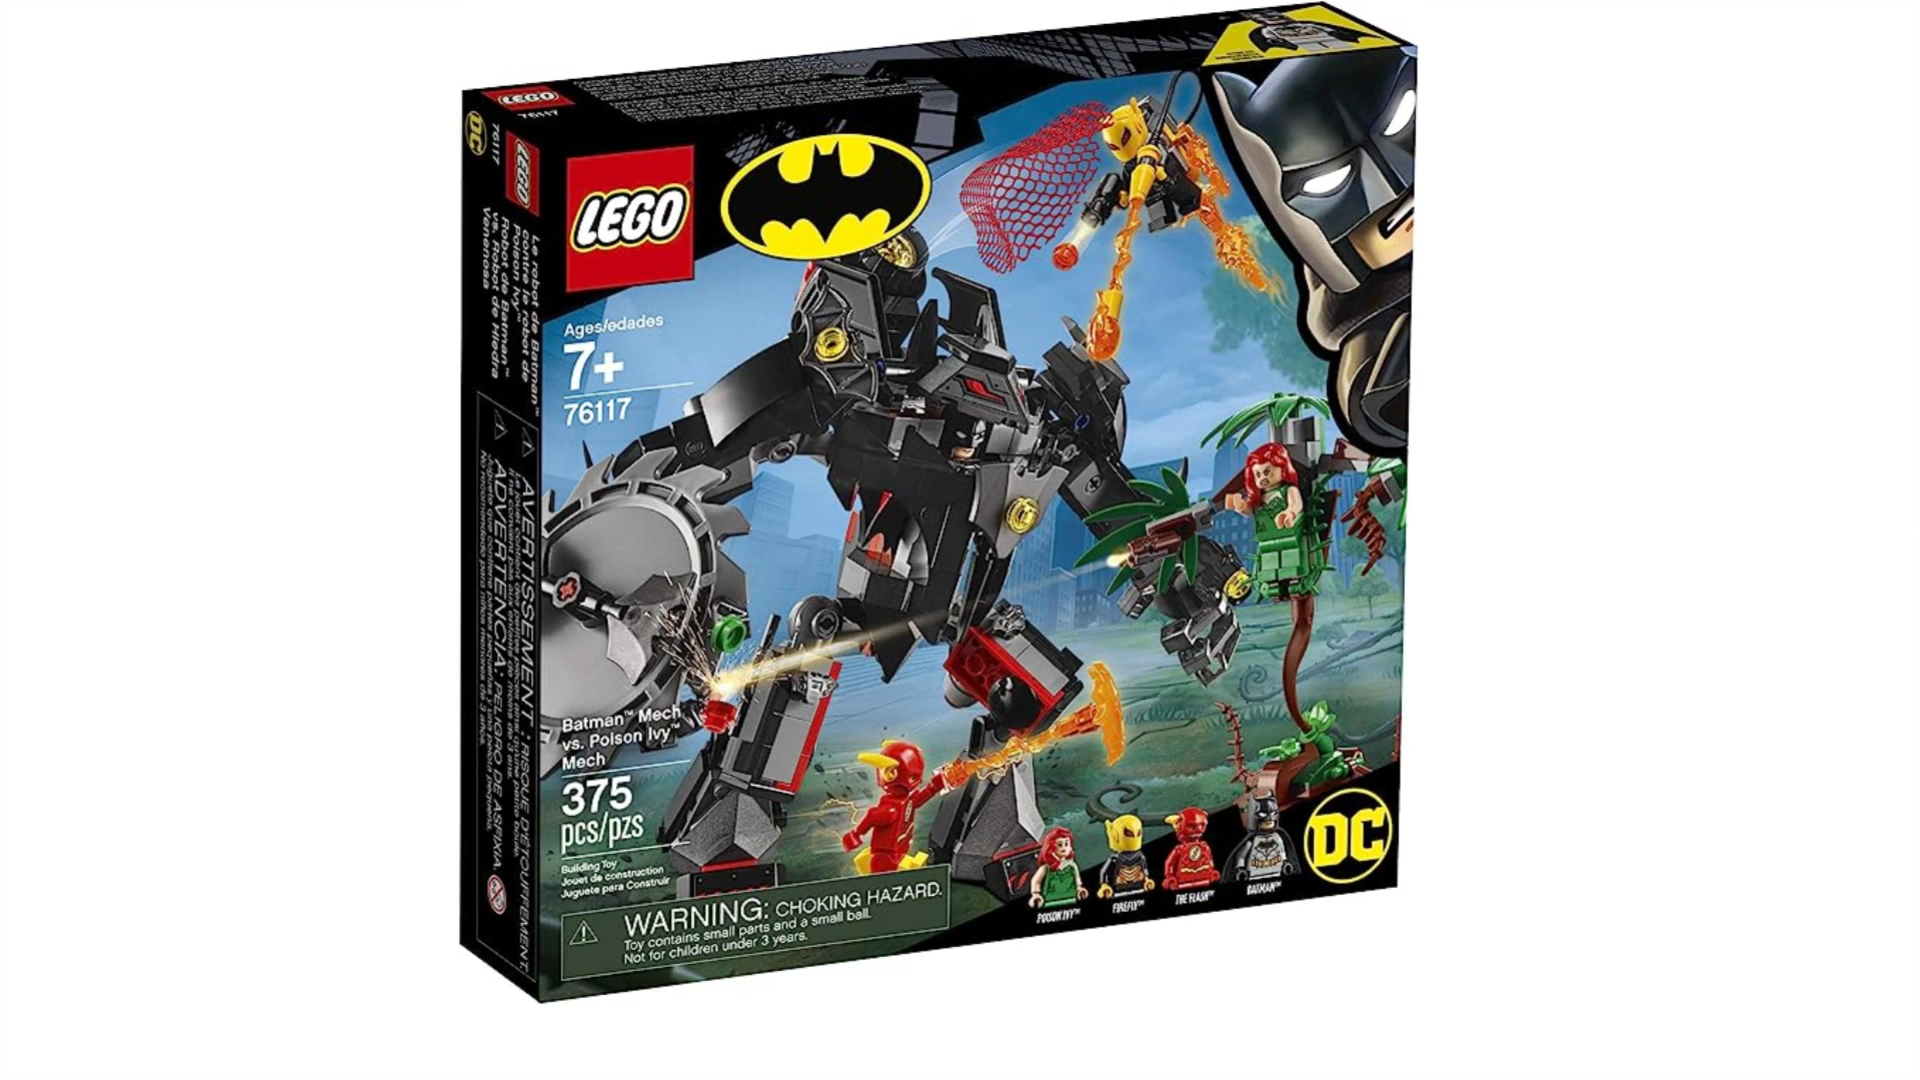 LEGO
76117
DC
76117
LEGO
Le robot de Batman™
contre le robot de
Poison Ivy™
Robot de Batman™
vs. Robot de Hiedra
Venenosa
AVERTISSEMENT : RISQUE D'ÉTOUFFEMENT.
ADVERTENCIA: PELIGRO DE ASFIXIA.
LEGO
Ages/edades
7+
76117
Batman™ Mech
vs. Poison Ivy™
Mech
375
pcs/pzs
Building Toy
Jouet de construction
Juguete para Construir
WARNING: CHOKING HAZARD.
Toy contains small parts and a small ball.
Not for children under 3 years.
POISON IVY™
FIREFLY™
THE FLASH™
BATMAN™
DC